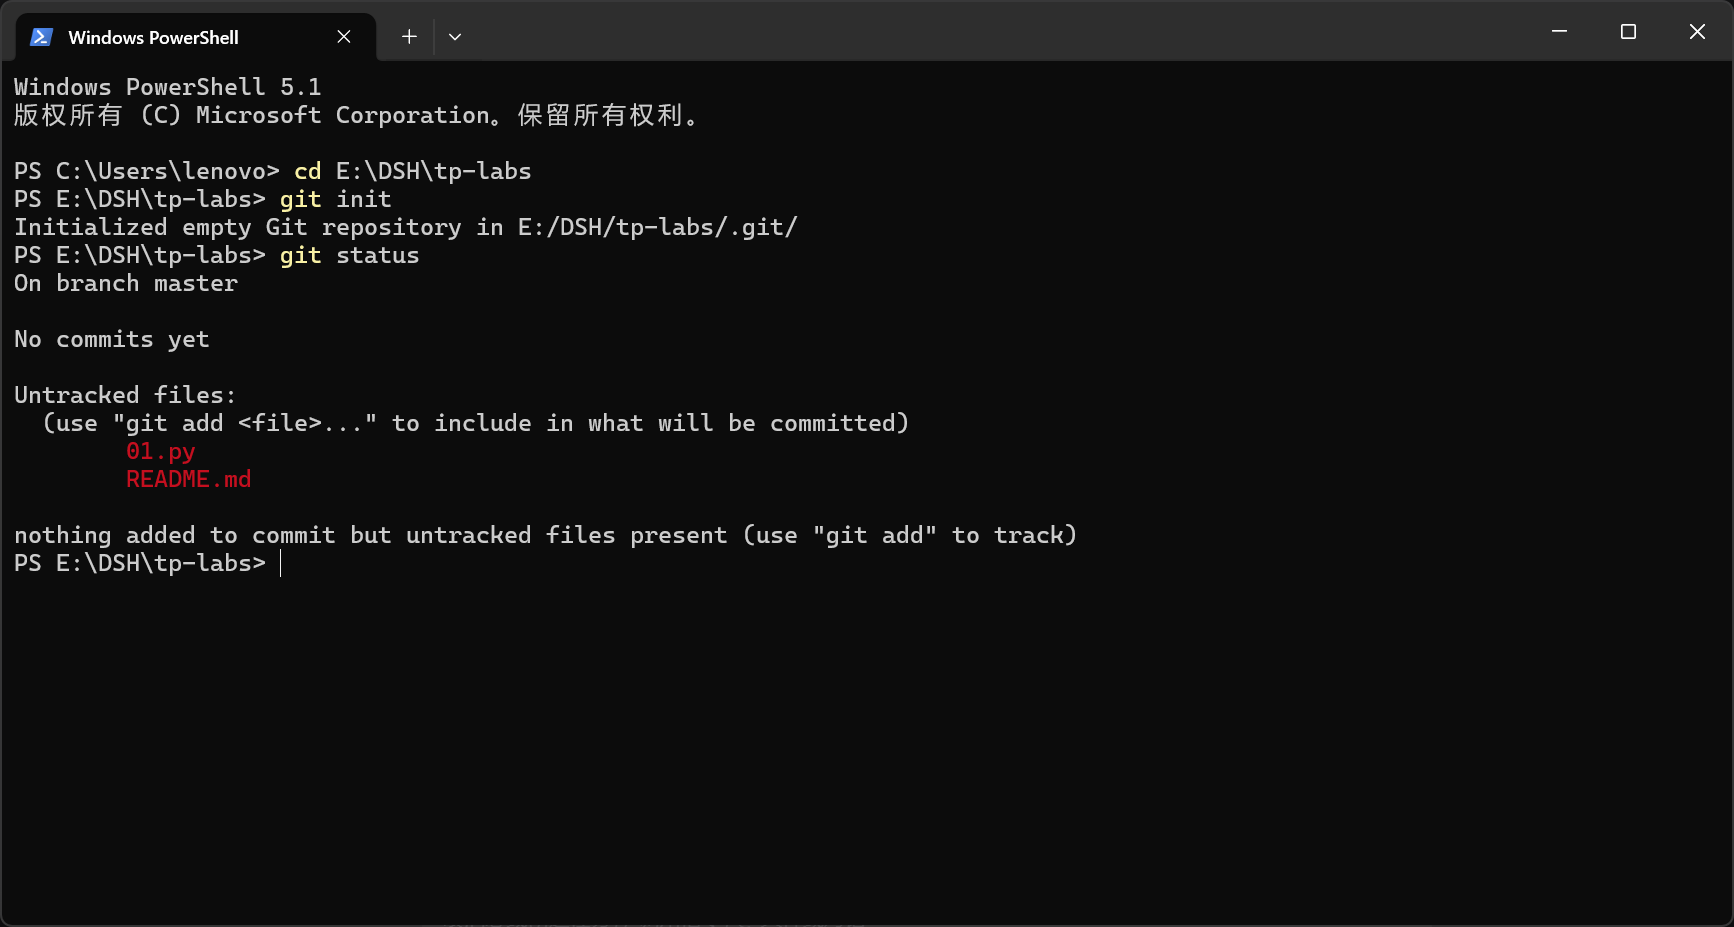 Windows PowerShell
Windows PowerShell 5.1
版权所有 (C) Microsoft Corporation。保留所有权利。
PS C:\Users\lenovo> cd E:\DSH\tp-labs
PS E:\DSH\tp-labs> git init
Initialized empty Git repository in E:/DSH/tp-labs/.git/
PS E:\DSH\tp-labs> git status
On branch master
No commits yet
Untracked files:
  (use "git add <file>..." to include in what will be committed)
        01.py
        README.md
nothing added to commit but untracked files present (use "git add" to track)
PS E:\DSH\tp-labs>